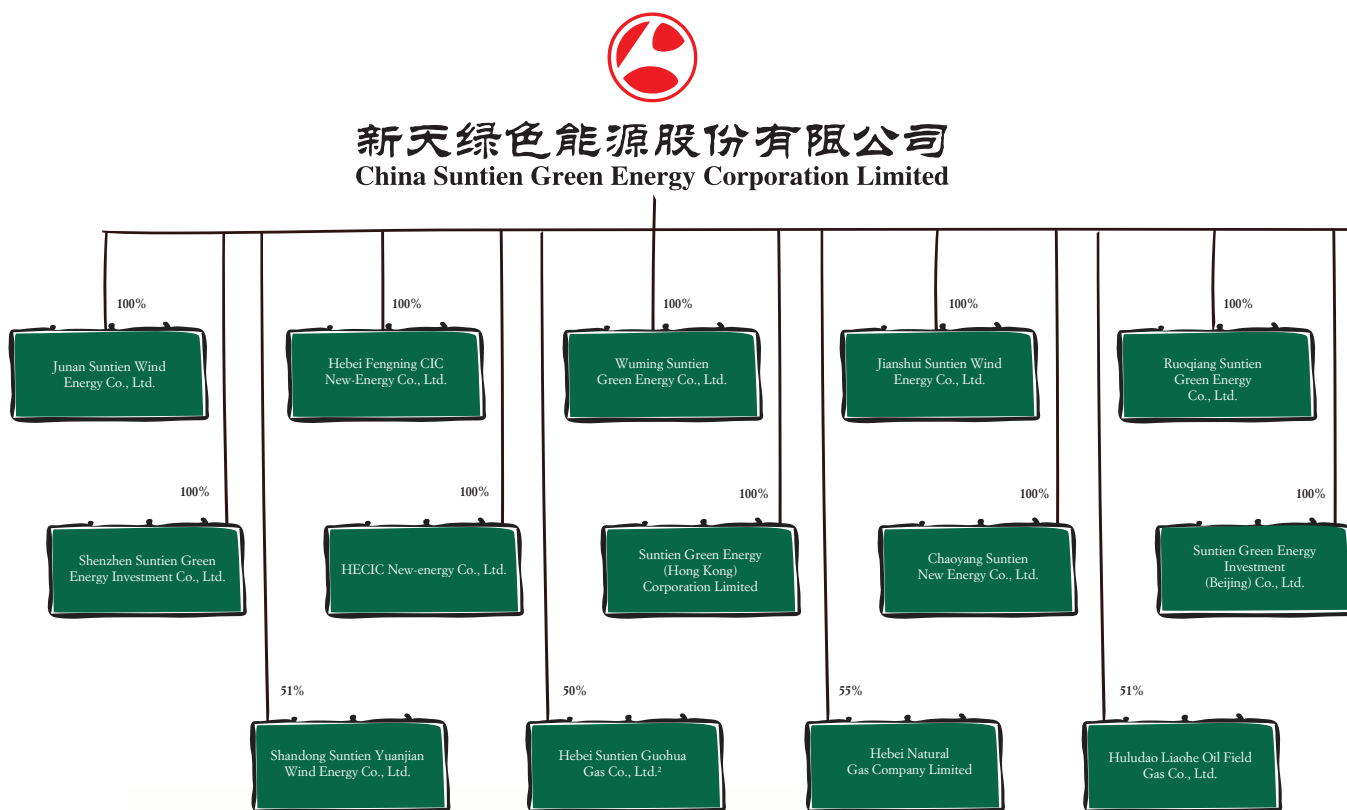 新天绿色能源股份有限公司
China Suntien Green Energy Corporation Limited
100%
100%
100%
100%
100%
Junan Suntien Wind
Energy Co., Ltd.
Hebei Fengning CIC
New-Energy Co., Ltd.
Wuming Suntien
Green Energy Co., Ltd.
Jianshui Suntien Wind
Energy Co., Ltd.
Ruoqiang Suntien
Green Energy
Co., Ltd.
100%
100%
100%
100%
100%
Shenzhen Suntien Green
Energy Investment Co., Ltd.
HECIC New-energy Co., Ltd.
Suntien Green Energy
(Hong Kong)
Corporation Limited
Chaoyang Suntien
New Energy Co., Ltd.
Suntien Green Energy
Investment
(Beijing) Co., Ltd.
51%
50%
55%
51%
Shandong Suntien Yuanjian
Wind Energy Co., Ltd.
Hebei Suntien Guohua
Gas Co., Ltd.²
Hebei Natural
Gas Company Limited
Huludao Liaohe Oil Field
Gas Co., Ltd.